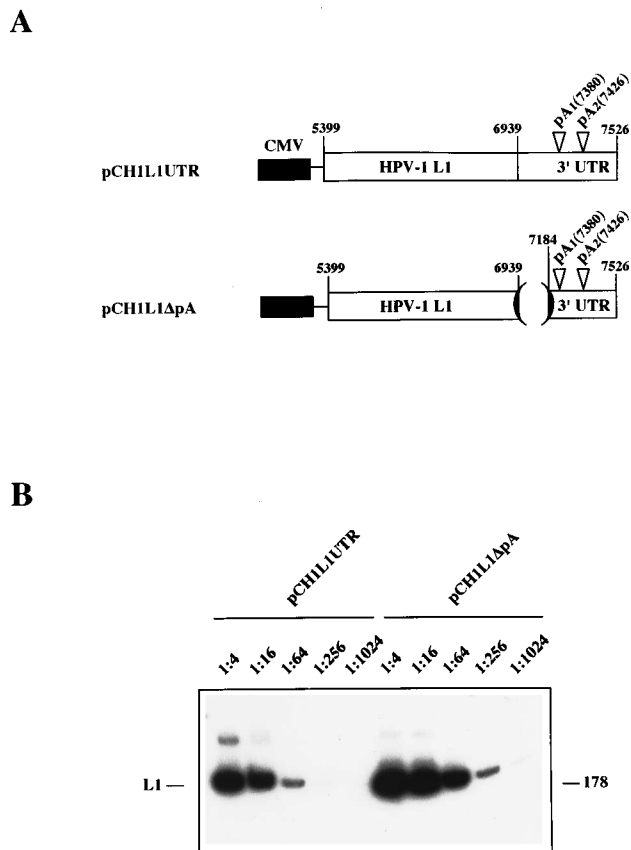 A
pA1(7380)
pA2(7426)
5399
6939
7526
CMV
pCH1L1UTR
HPV-1 L1
3' UTR
pA1(7380)
pA2(7426)
7184
5399
6939
7526
pCH1L1ΔpA
HPV-1 L1
3' UTR
B
pCH1L1UTR
pCH1L1ΔpA
1:4 1:16 1:64 1:256 1:1024 1:4 1:16 1:64 1:256 1:1024
L1 —
— 178